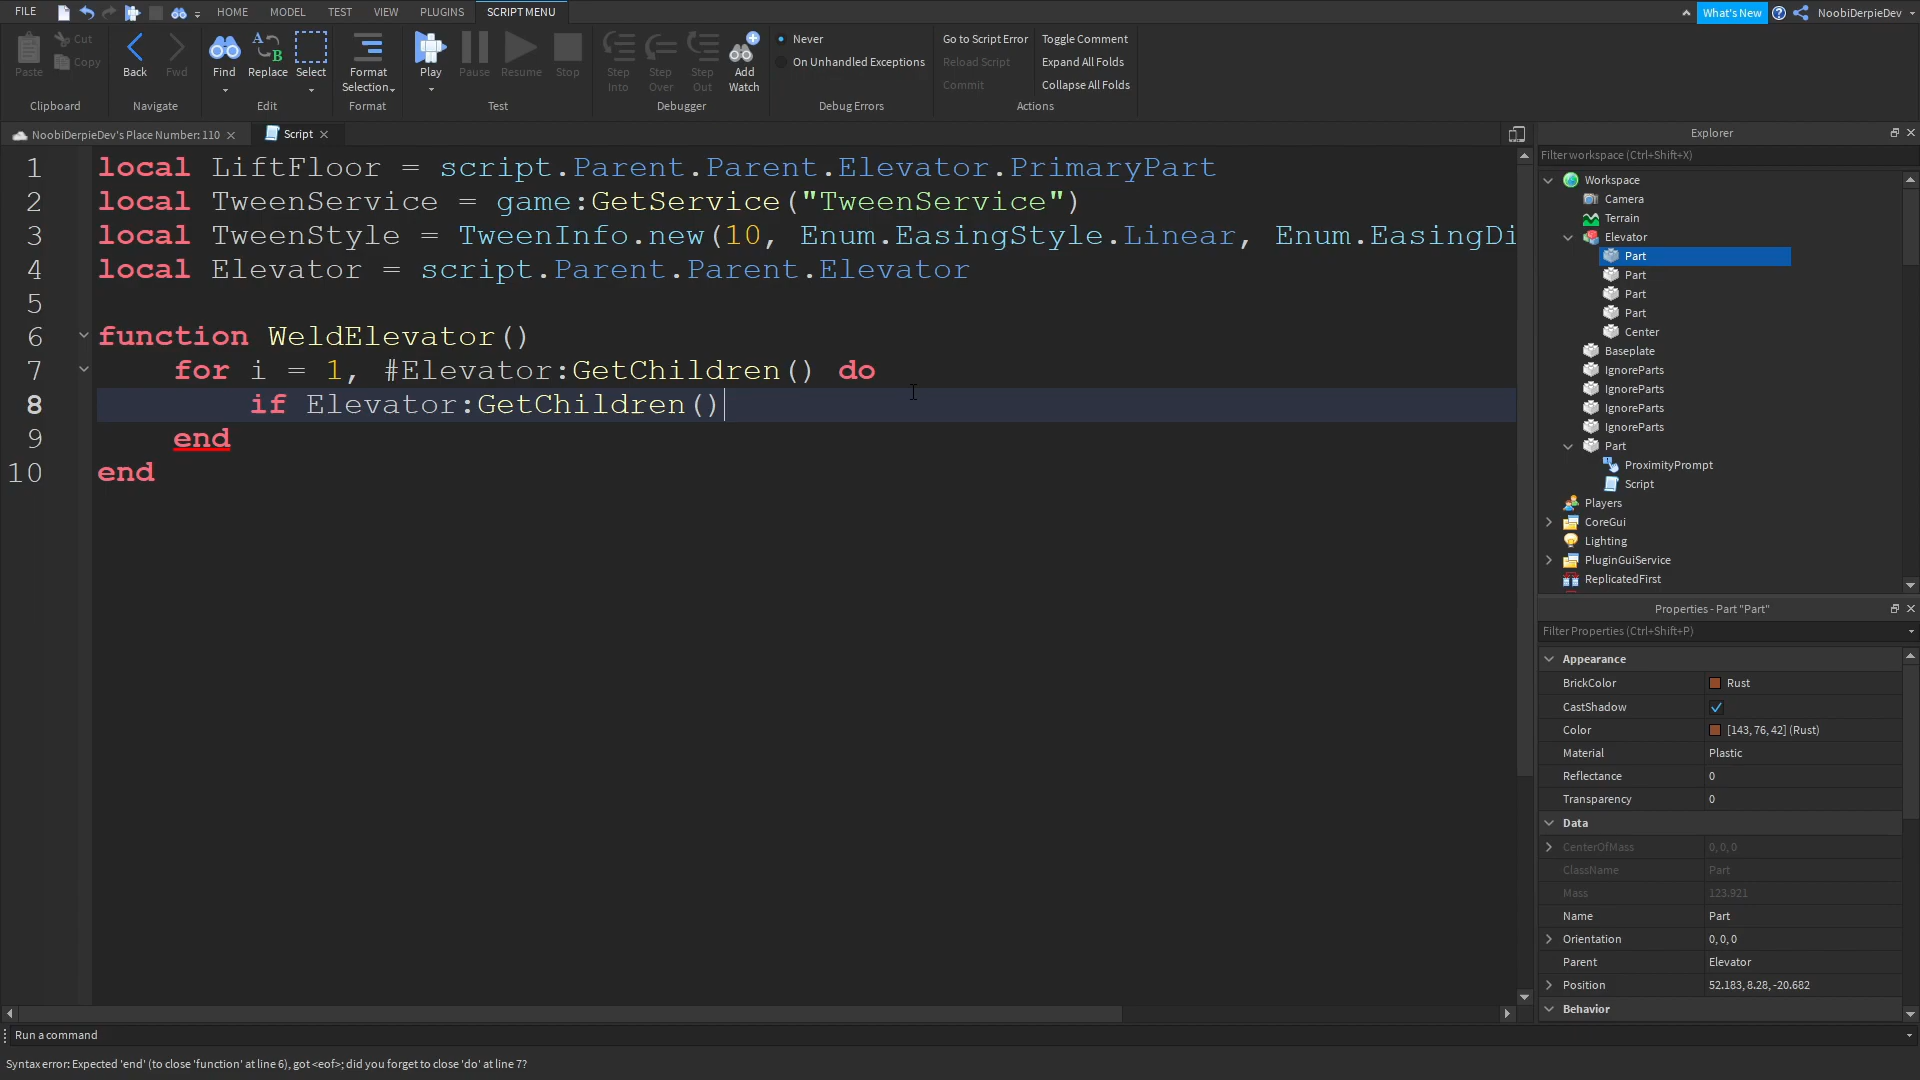 FILE HOME MODEL TEST VIEW PLUGINS SCRIPT MENU What's New NoobiDerpieDev
Paste Cut Copy
Back Fwd
Find Replace Select
Format Selection
Play Pause Resume Stop
Step Into Step Over Step Out Add Watch
Never
On Unhandled Exceptions
Go to Script Error Toggle Comment
Reload Script Expand All Folds
Commit Collapse All Folds
Clipboard Navigate Edit Format Test Debugger Debug Errors Actions
NoobiDerpieDev's Place Number: 110 Script
1 local LiftFloor = script.Parent.Parent.Elevator.PrimaryPart
2 local TweenService = game:GetService("TweenService")
3 local TweenStyle = TweenInfo.new(10, Enum.EasingStyle.Linear, Enum.EasingDi
4 local Elevator = script.Parent.Parent.Elevator
5
6 function WeldElevator()
7 for i = 1, #Elevator:GetChildren() do
8 if Elevator:GetChildren()
9 end
10 end
Explorer
Filter workspace (Ctrl+Shift+X)
Workspace
Camera
Terrain
Elevator
Part
Part
Part
Part
Center
Baseplate
IgnoreParts
IgnoreParts
IgnoreParts
IgnoreParts
Part
ProximityPrompt
Script
Players
CoreGui
Lighting
PluginGuiService
ReplicatedFirst
Properties - Part "Part"
Filter Properties (Ctrl+Shift+P)
Appearance
BrickColor Rust
CastShadow
Color [143, 76, 42] (Rust)
Material Plastic
Reflectance 0
Transparency 0
Data
CenterOfMass 0, 0, 0
ClassName Part
Mass 123.921
Name Part
Orientation 0, 0, 0
Parent Elevator
Position 52.183, 8.28, -20.682
Behavior
Run a command
Syntax error: Expected 'end' (to close 'function' at line 6), got <eof>; did you forget to close 'do' at line 7?